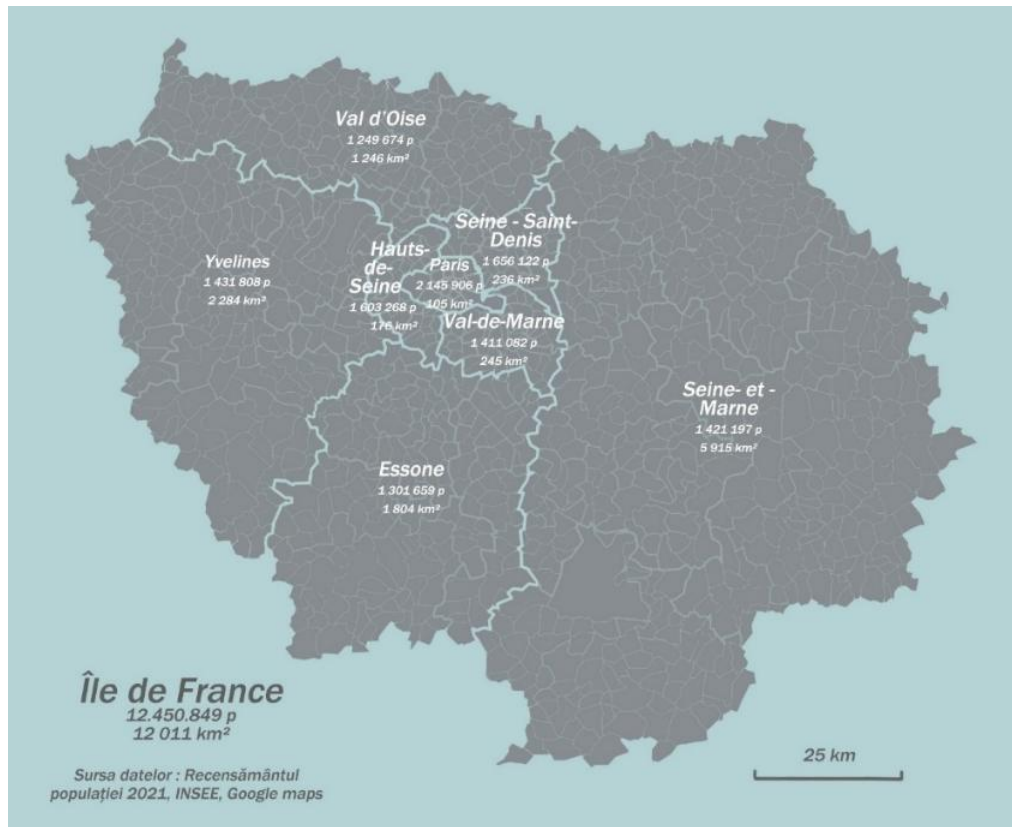 Val d'Oise
1 249 674 p
1 246 km²
Seine - Saint-
Denis
1 656 122 p
236 km²
Hauts-
de-
Seine
1 603 268 p
176 km²
Paris
2 145 906 p
105 km²
Yvelines
1 431 808 p
2 284 km²
Val-de-Marne
1 411 082 p
245 km²
Seine- et -
Marne
1 421 197 p
5 915 km²
Essone
1 301 659 p
1 804 km²
Île de France
12.450.849 p
12 011 km²
Sursa datelor : Recensământul
populației 2021, INSEE, Google maps
25 km